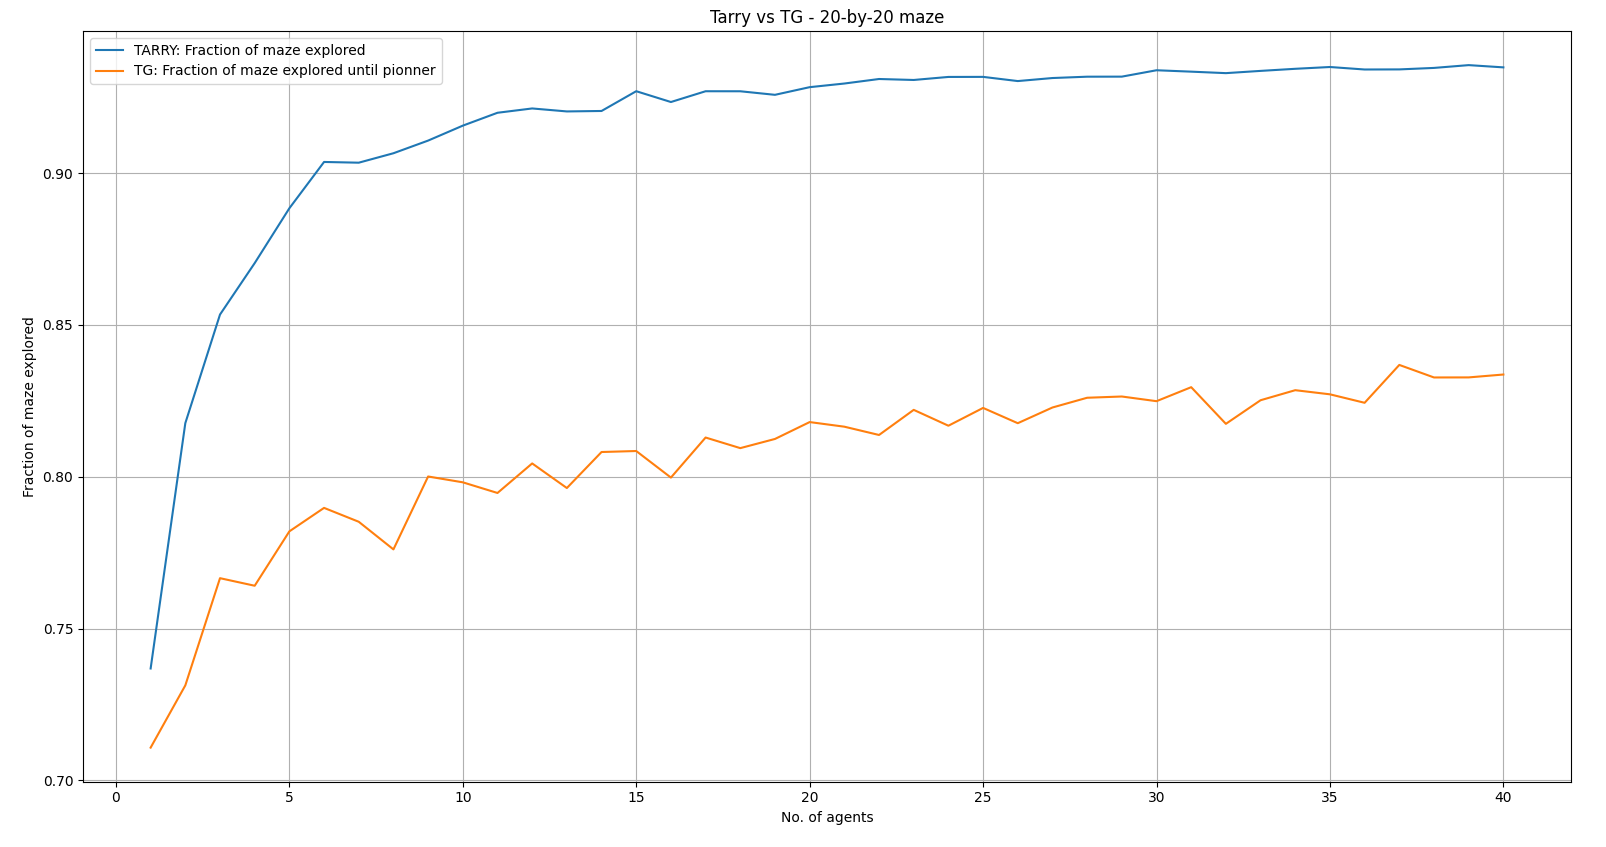 Tarry vs TG - 20-by-20 maze
TARRY: Fraction of maze explored
TG: Fraction of maze explored until pionner
Fraction of maze explored
0.90
0.85
0.80
0.75
0.70
0 5 10 15 20 25 30 35 40
No. of agents